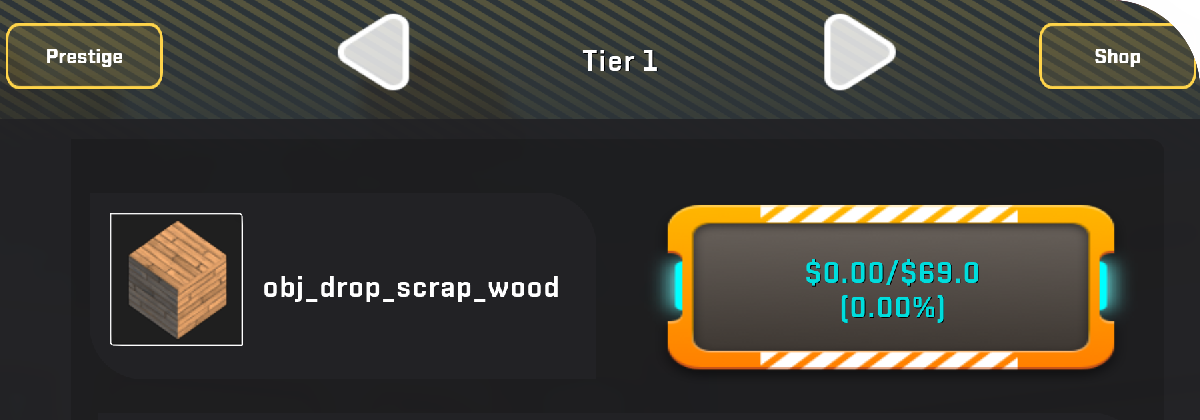 Prestige
Tier 1
Shop
obj_drop_scrap_wood
$0.00/$69.0
(0.00%)